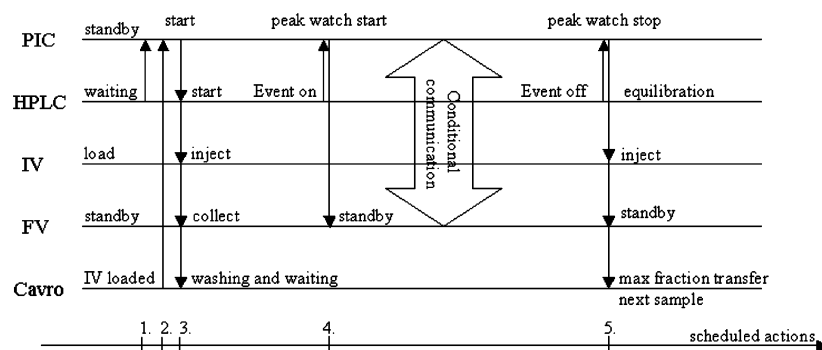 start
peak watch start
peak watch stop
PIC
standby
HPLC
waiting
start
Event on
Event off
equilibration
Conditional
communication
IV
load
inject
inject
FV
standby
collect
standby
standby
Cavro
IV loaded
washing and waiting
max fraction transfer
next sample
1.
2.
3.
4.
5.
scheduled actions